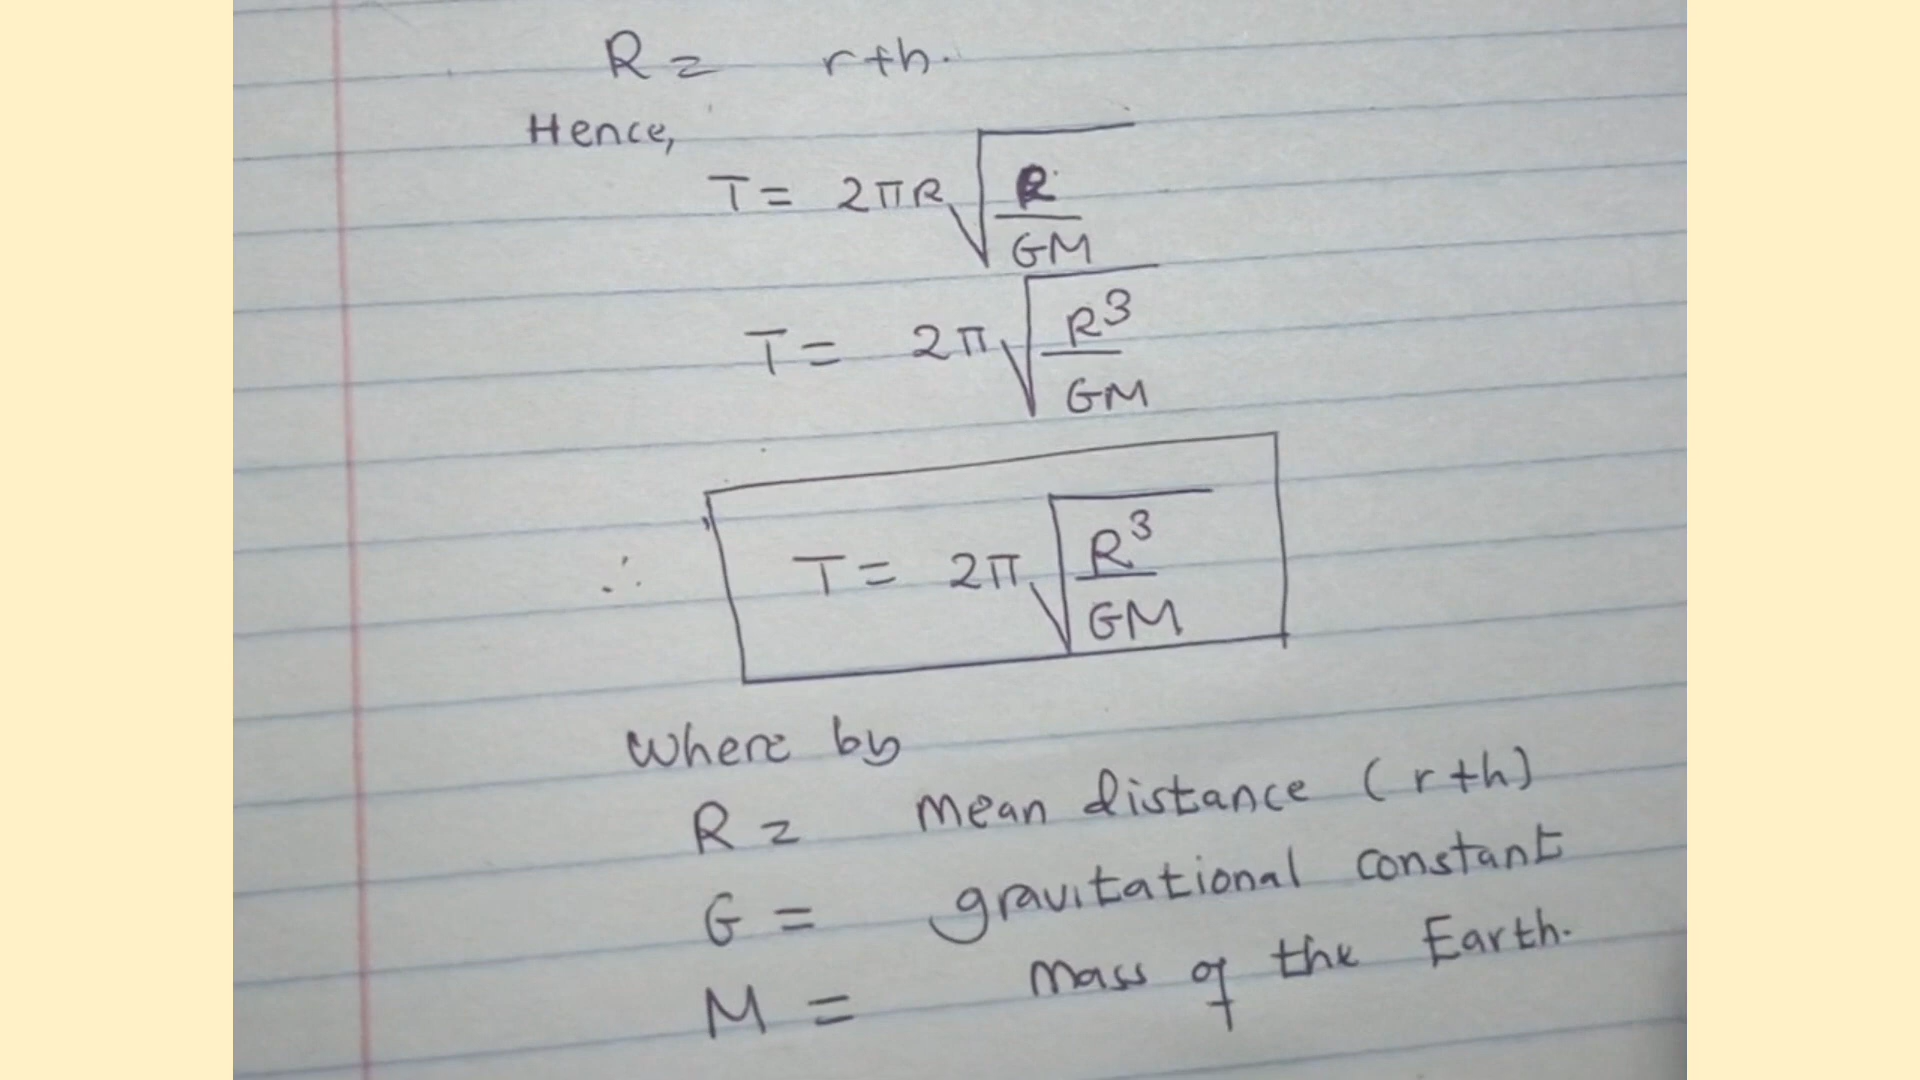 R = r+h.
Hence,
T = 2πR√(R/GM)
T = 2π√(R³/GM)
∴ T = 2π√(R³/GM)
Where by
R = Mean distance (r+h)
G = gravitational constant
M = Mass of the Earth.